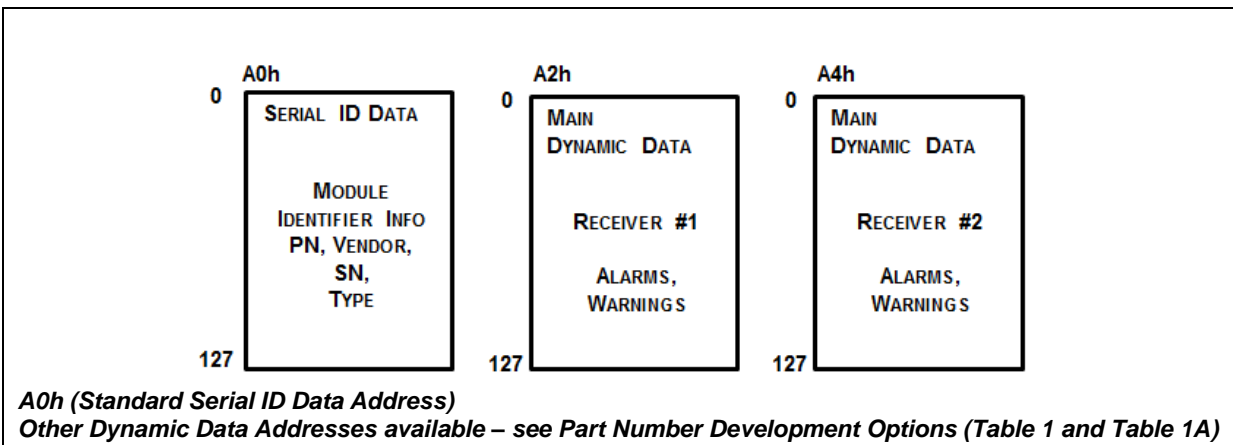 A0h
0
SERIAL ID DATA
MODULE
IDENTIFIER INFO
PN, VENDOR,
SN,
TYPE
127
A2h
0
MAIN
DYNAMIC DATA
RECEIVER #1
ALARMS,
WARNINGS
127
A4h
0
MAIN
DYNAMIC DATA
RECEIVER #2
ALARMS,
WARNINGS
127
A0h (Standard Serial ID Data Address)
Other Dynamic Data Addresses available – see Part Number Development Options (Table 1 and Table 1A)